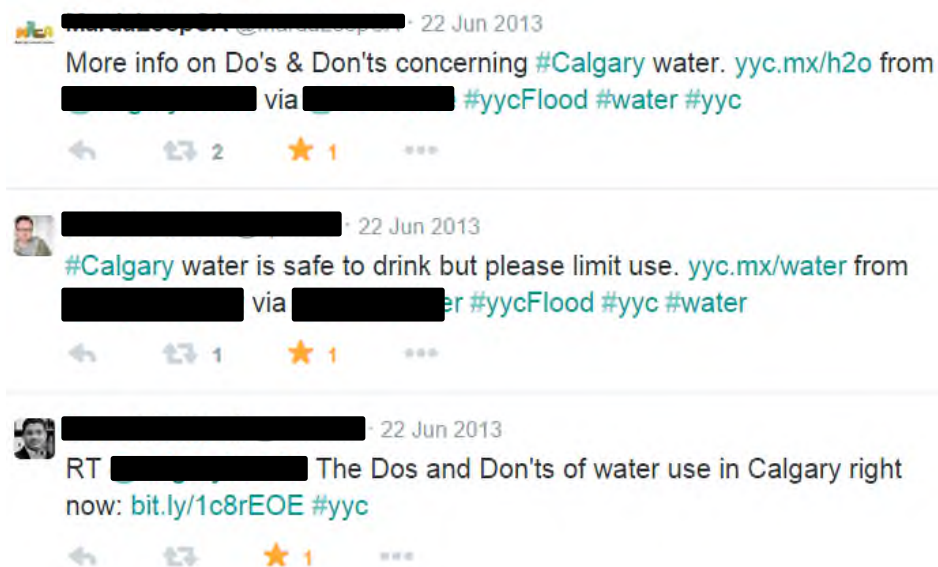 · 22 Jun 2013
More info on Do's & Don'ts concerning #Calgary water. yyc.mx/h2o from
via #yycFlood #water #yyc
2 1
· 22 Jun 2013
#Calgary water is safe to drink but please limit use. yyc.mx/water from
via er #yycFlood #yyc #water
1 1
· 22 Jun 2013
RT The Dos and Don'ts of water use in Calgary right
now: bit.ly/1c8rEOE #yyc
1